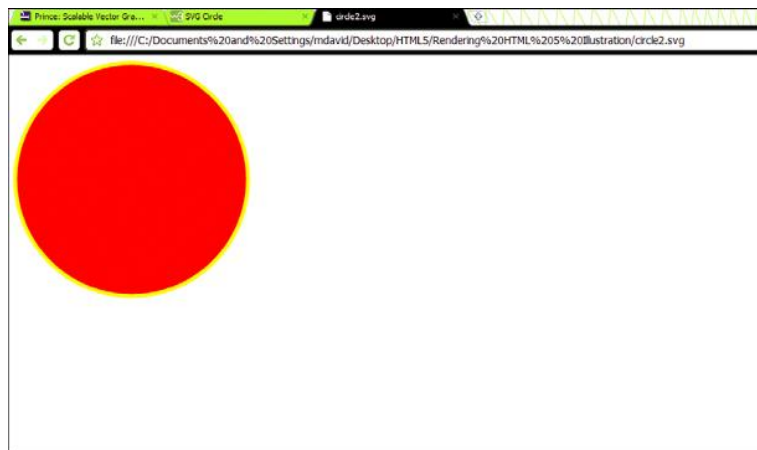 Prince: Scalable Vector Gra... SVG Circle circle2.svg
file:///C:/Documents%20and%20Settings/mdavid/Desktop/HTML5/Rendering%20HTML%205%20Illustration/circle2.svg